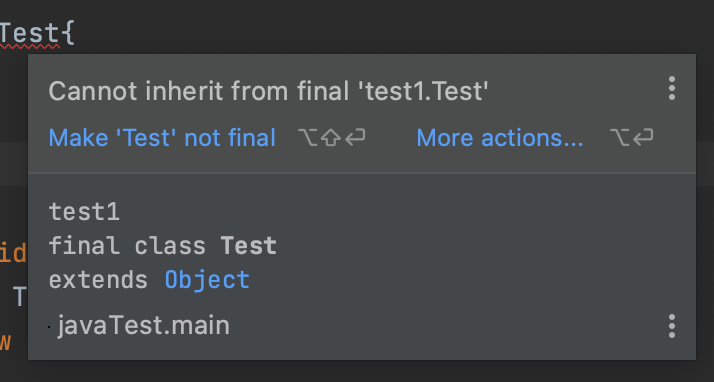 Test{
Cannot inherit from final 'test1.Test'
Make 'Test' not final ⌥⇧↩ More actions... ⌥↩
test1
final class Test
extends Object
id
T
javaTest.main
w